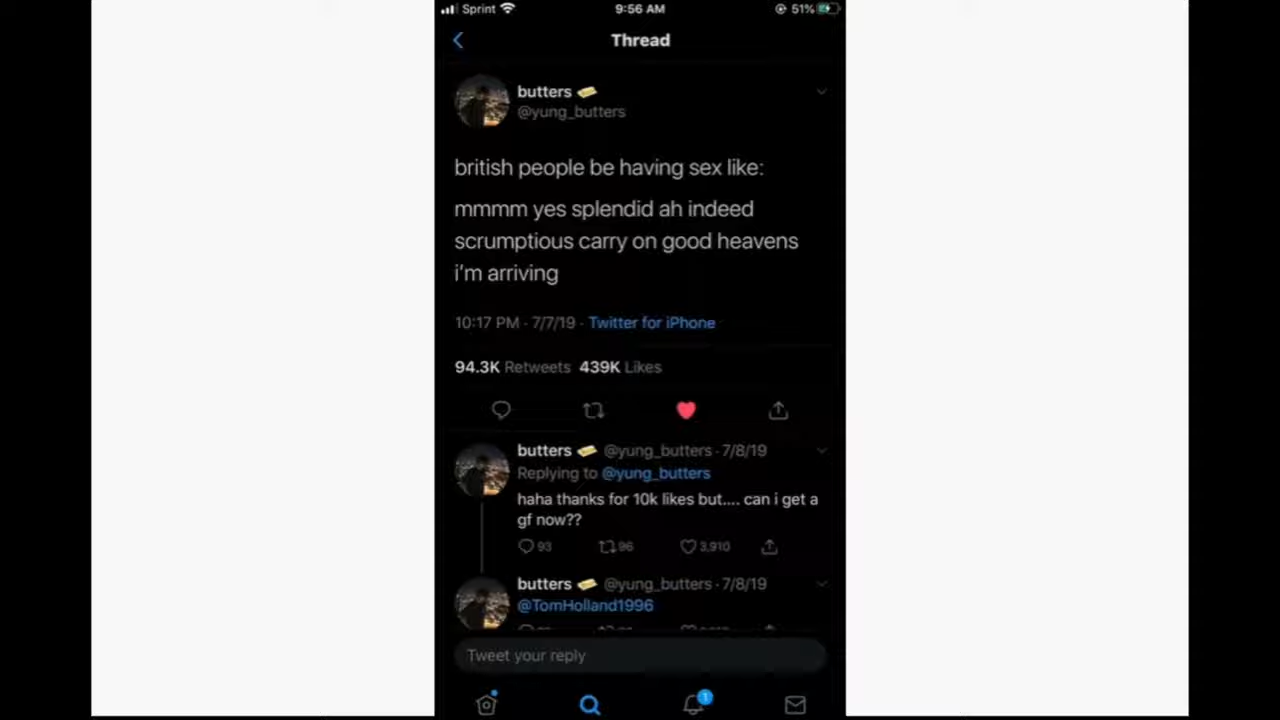 Sprint 9:56 AM 51%
Thread
butters
@yung_butters
british people be having sex like:
mmmm yes splendid ah indeed
scrumptious carry on good heavens
i'm arriving
10:17 PM · 7/7/19 · Twitter for iPhone
94.3K Retweets 439K Likes
butters @yung_butters · 7/8/19
Replying to @yung_butters
haha thanks for 10k likes but.... can i get a
gf now??
93 96 3,910
butters @yung_butters · 7/8/19
@TomHolland1996
Tweet your reply
1